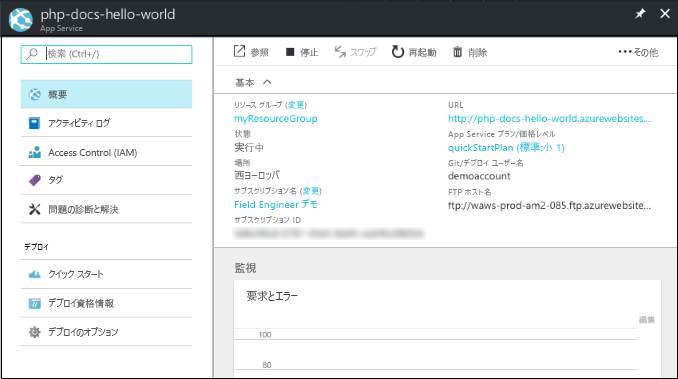 php-docs-hello-world
App Service
検索 (Ctrl+/)
概要
アクティビティ ログ
Access Control (IAM)
タグ
問題の診断と解決
デプロイ
クイック スタート
デプロイ資格情報
デプロイのオプション
参照 停止 スワップ 再起動 削除 •••その他
基本
リソース グループ (変更)
myResourceGroup
状態
実行中
場所
西ヨーロッパ
サブスクリプション名 (変更)
Field Engineer デモ
サブスクリプション ID
URL
http://php-docs-hello-world.azurewebsites....
App Service プラン/価格レベル
quickStartPlan (標準:小 1)
Git/デプロイ ユーザー名
demoaccount
FTP ホスト名
ftp://waws-prod-am2-085.ftp.azurewebsite...
監視
要求とエラー
編集
100
80